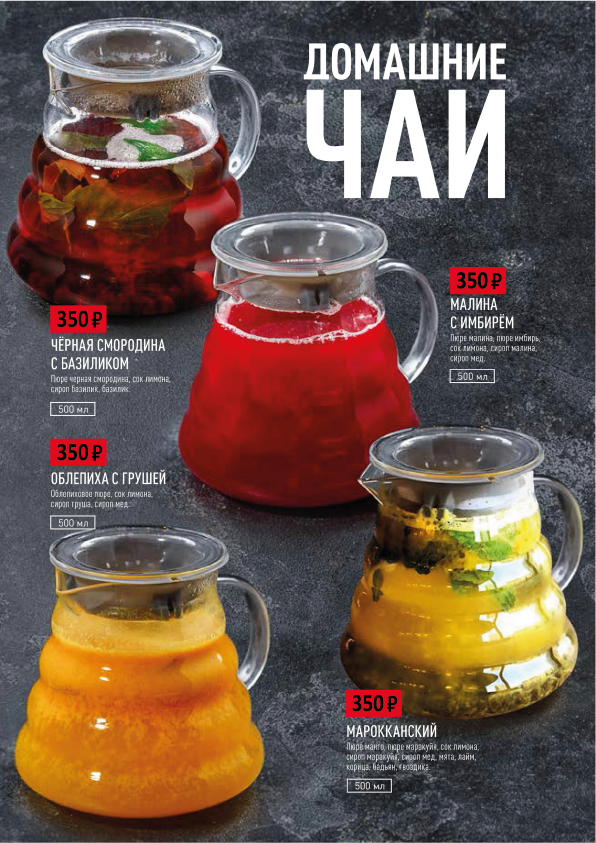 ДОМАШНИЕ
ЧАИ
350 ₽
ЧЁРНАЯ СМОРОДИНА
С БАЗИЛИКОМ
Пюре черная смородина, сок лимона,
сироп базилик, базилик.
500 мл
350 ₽
МАЛИНА
С ИМБИРЁМ
Пюре малина, пюре имбирь,
сок лимона, сироп малина,
сироп мед.
500 мл
350 ₽
ОБЛЕПИХА С ГРУШЕЙ
Облепиховое пюре, сок лимона,
сироп груша, сироп мед.
500 мл
350 ₽
МАРОККАНСКИЙ
Пюре манго, пюре маракуйя, сок лимона,
сироп маракуйя, сироп мед, мята, лайм,
корица, бадьян, гвоздика.
500 мл